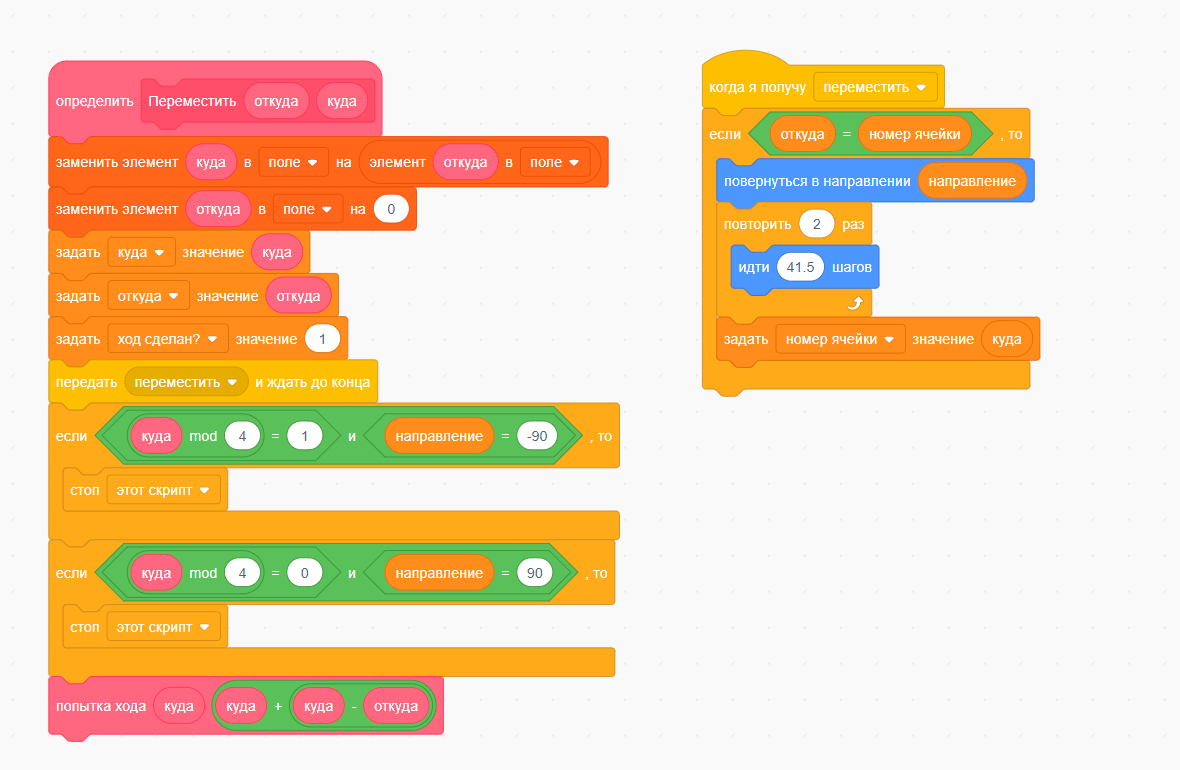 определить Переместить откуда куда
заменить элемент куда в поле на элемент откуда в поле
заменить элемент откуда в поле на 0
задать куда значение куда
задать откуда значение откуда
задать ход сделан? значение 1
передать переместить и ждать до конца
если куда mod 4 = 1 и направление = -90 , то
стоп этот скрипт
если куда mod 4 = 0 и направление = 90 , то
стоп этот скрипт
попытка хода куда куда + куда - откуда
когда я получу переместить
если откуда = номер ячейки , то
повернуться в направлении направление
повторить 2 раз
идти 41.5 шагов
задать номер ячейки значение куда